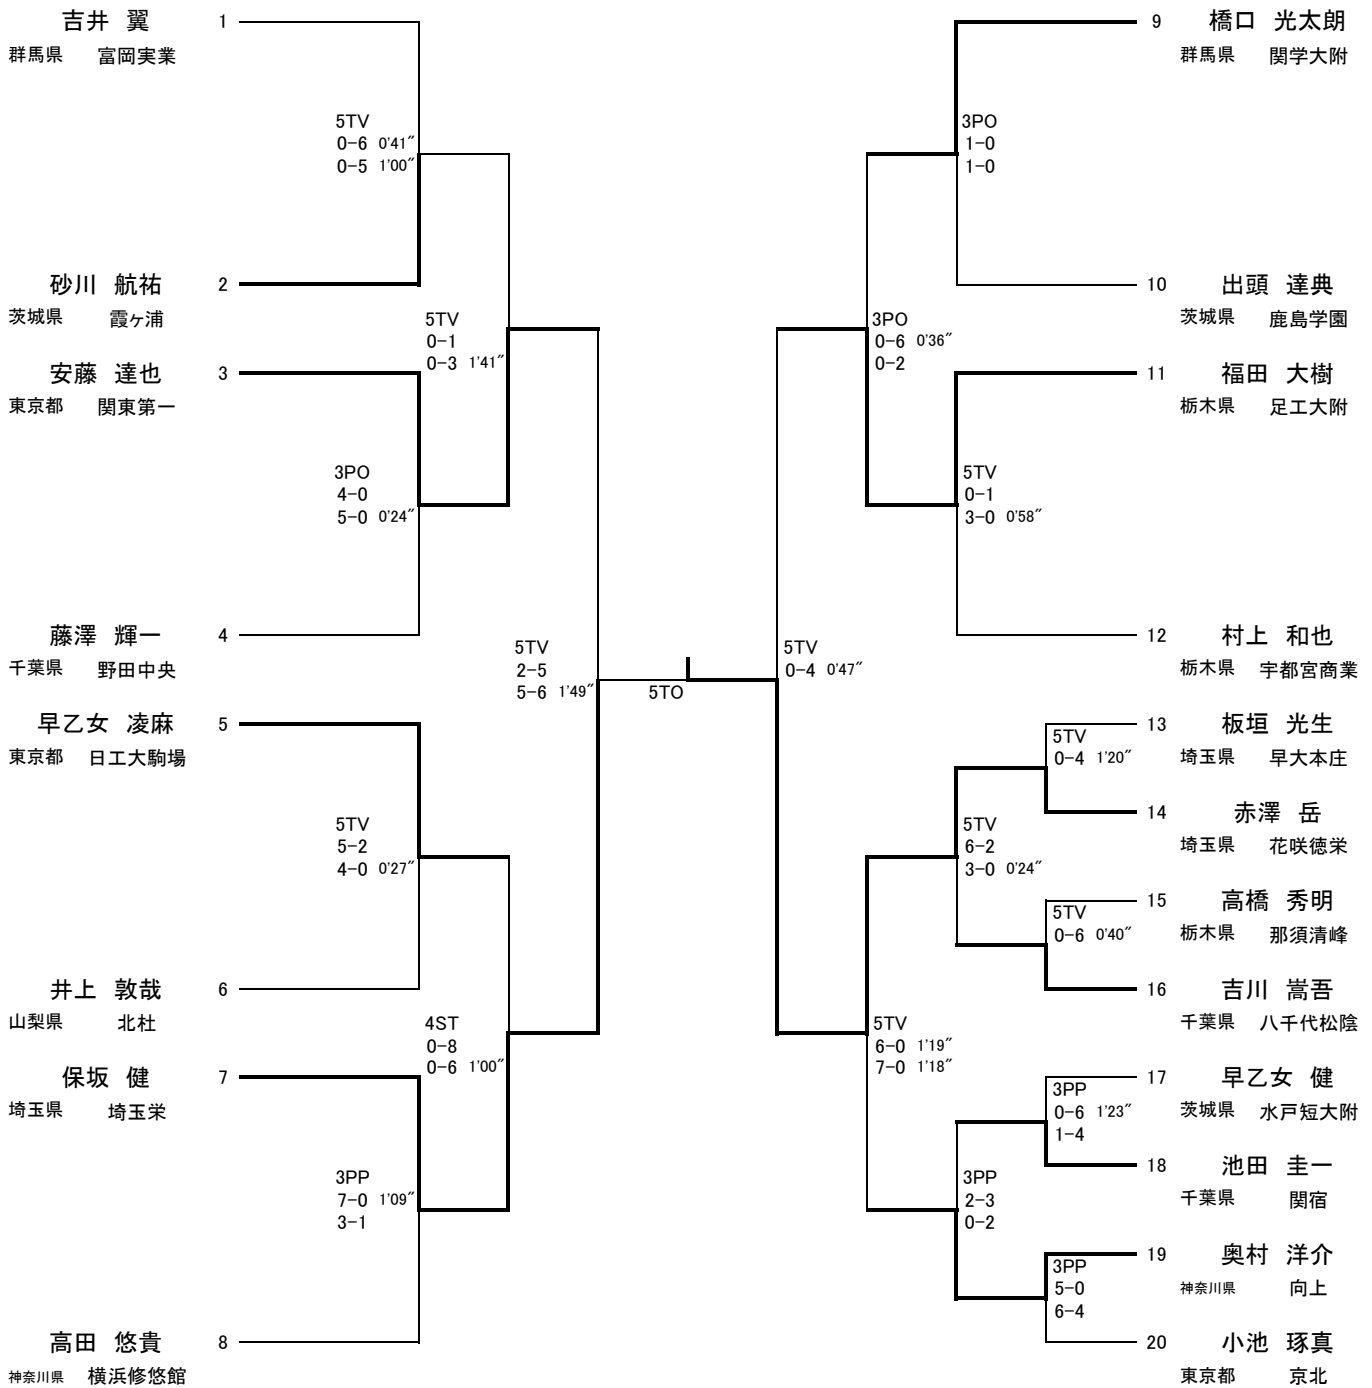 吉井 翼 1
群馬県 富岡実業
5TV
0-6 0'41"
0-5 1'00"
砂川 航祐 2
茨城県 霞ヶ浦
5TV
0-1
0-3 1'41"
安藤 達也 3
東京都 関東第一
3PO
4-0
5-0 0'24"
藤澤 輝一 4
千葉県 野田中央
5TV
2-5
5-6 1'49"
早乙女 凌麻 5
東京都 日工大駒場
5TV
5-2
4-0 0'27"
井上 敦哉 6
山梨県 北杜
4ST
0-8
0-6 1'00"
保坂 健 7
埼玉県 埼玉栄
3PP
7-0 1'09"
3-1
高田 悠貴 8
神奈川県 横浜修悠館
5TO
9 橋口 光太朗
群馬県 関学大附
3PO
1-0
1-0
10 出頭 達典
茨城県 鹿島学園
3PO
0-6 0'36"
0-2
11 福田 大樹
栃木県 足工大附
5TV
0-1
3-0 0'58"
12 村上 和也
栃木県 宇都宮商業
5TV
0-4 0'47"
13 板垣 光生
埼玉県 早大本庄
5TV
0-4 1'20"
14 赤澤 岳
埼玉県 花咲徳栄
5TV
6-2
3-0 0'24"
15 高橋 秀明
栃木県 那須清峰
5TV
0-6 0'40"
16 吉川 嵩吾
千葉県 八千代松陰
5TV
6-0 1'19"
7-0 1'18"
17 早乙女 健
茨城県 水戸短大附
3PP
0-6 1'23"
1-4
18 池田 圭一
千葉県 関宿
3PP
2-3
0-2
19 奥村 洋介
神奈川県 向上
3PP
5-0
6-4
20 小池 琢真
東京都 京北